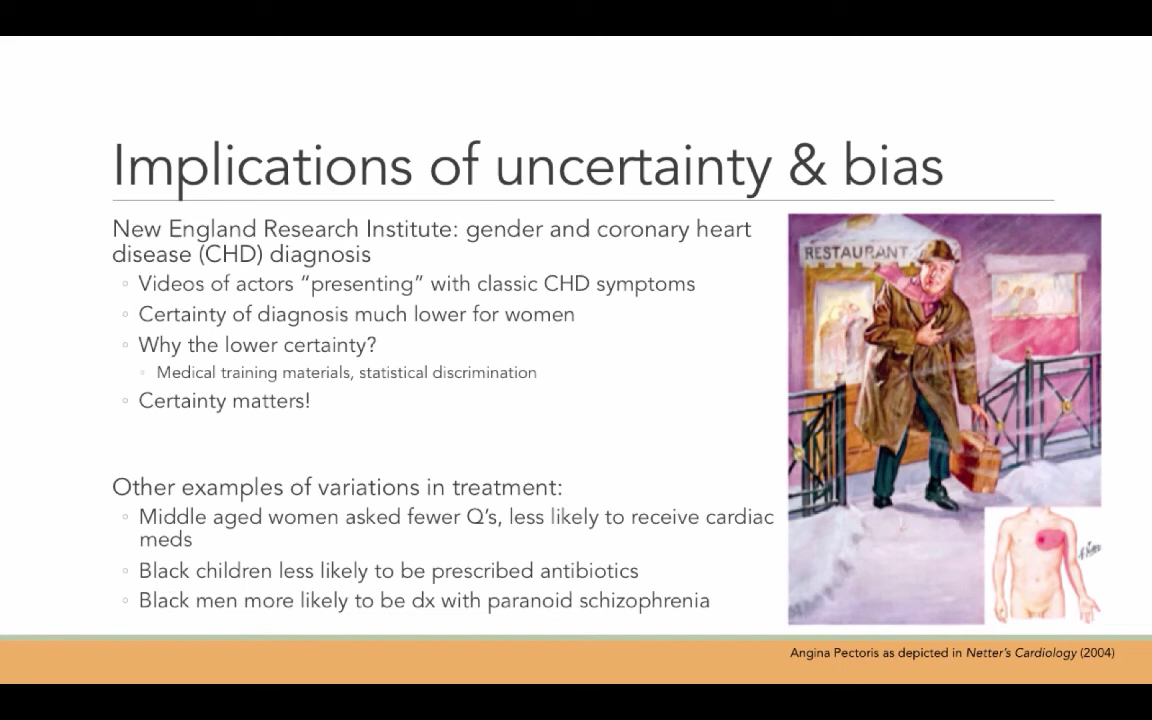 Implications of uncertainty & bias
New England Research Institute: gender and coronary heart
disease (CHD) diagnosis
◦ Videos of actors “presenting” with classic CHD symptoms
◦ Certainty of diagnosis much lower for women
◦ Why the lower certainty?
◦ Medical training materials, statistical discrimination
◦ Certainty matters!
Other examples of variations in treatment:
◦ Middle aged women asked fewer Q’s, less likely to receive cardiac
meds
◦ Black children less likely to be prescribed antibiotics
◦ Black men more likely to be dx with paranoid schizophrenia
RESTAURANT
Angina Pectoris as depicted in Netter’s Cardiology (2004)